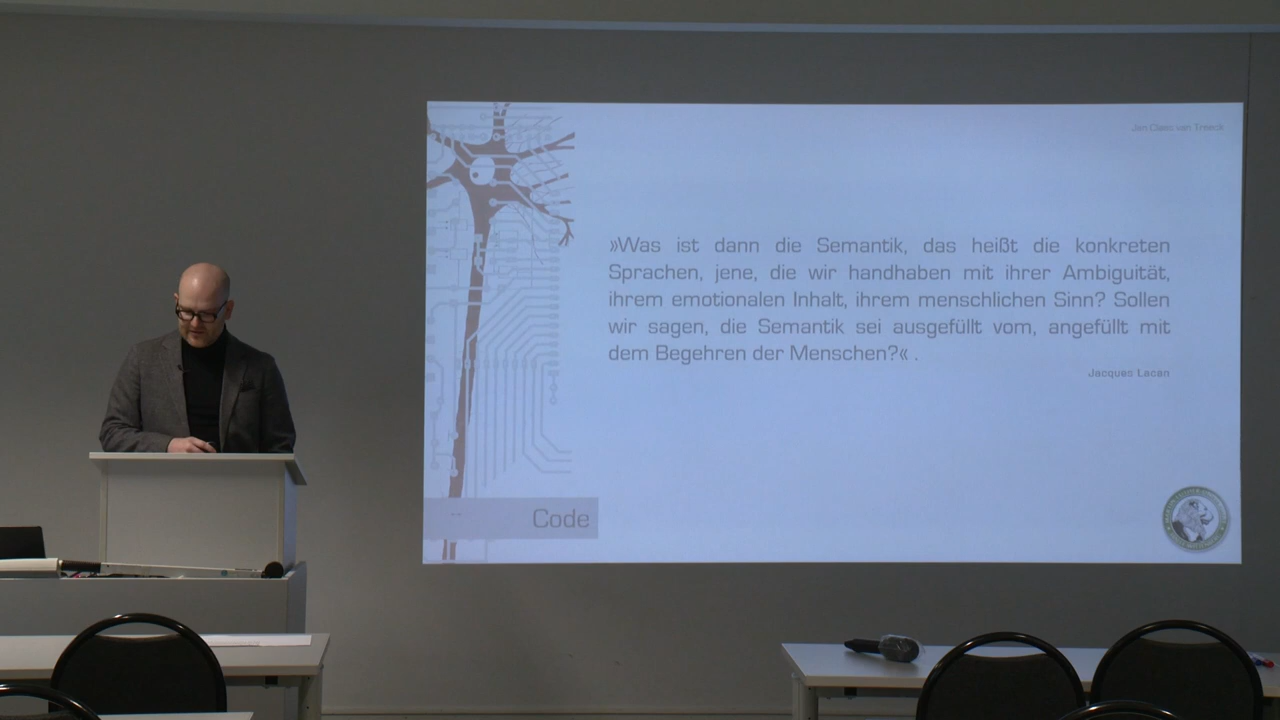 Jan Claas van Treeck
»Was ist dann die Semantik, das heißt die konkreten
Sprachen, jene, die wir handhaben mit ihrer Ambiguität,
ihrem emotionalen Inhalt, ihrem menschlichen Sinn? Sollen
wir sagen, die Semantik sei ausgefüllt vom, angefüllt mit
dem Begehren der Menschen?« .
Jacques Lacan
Code